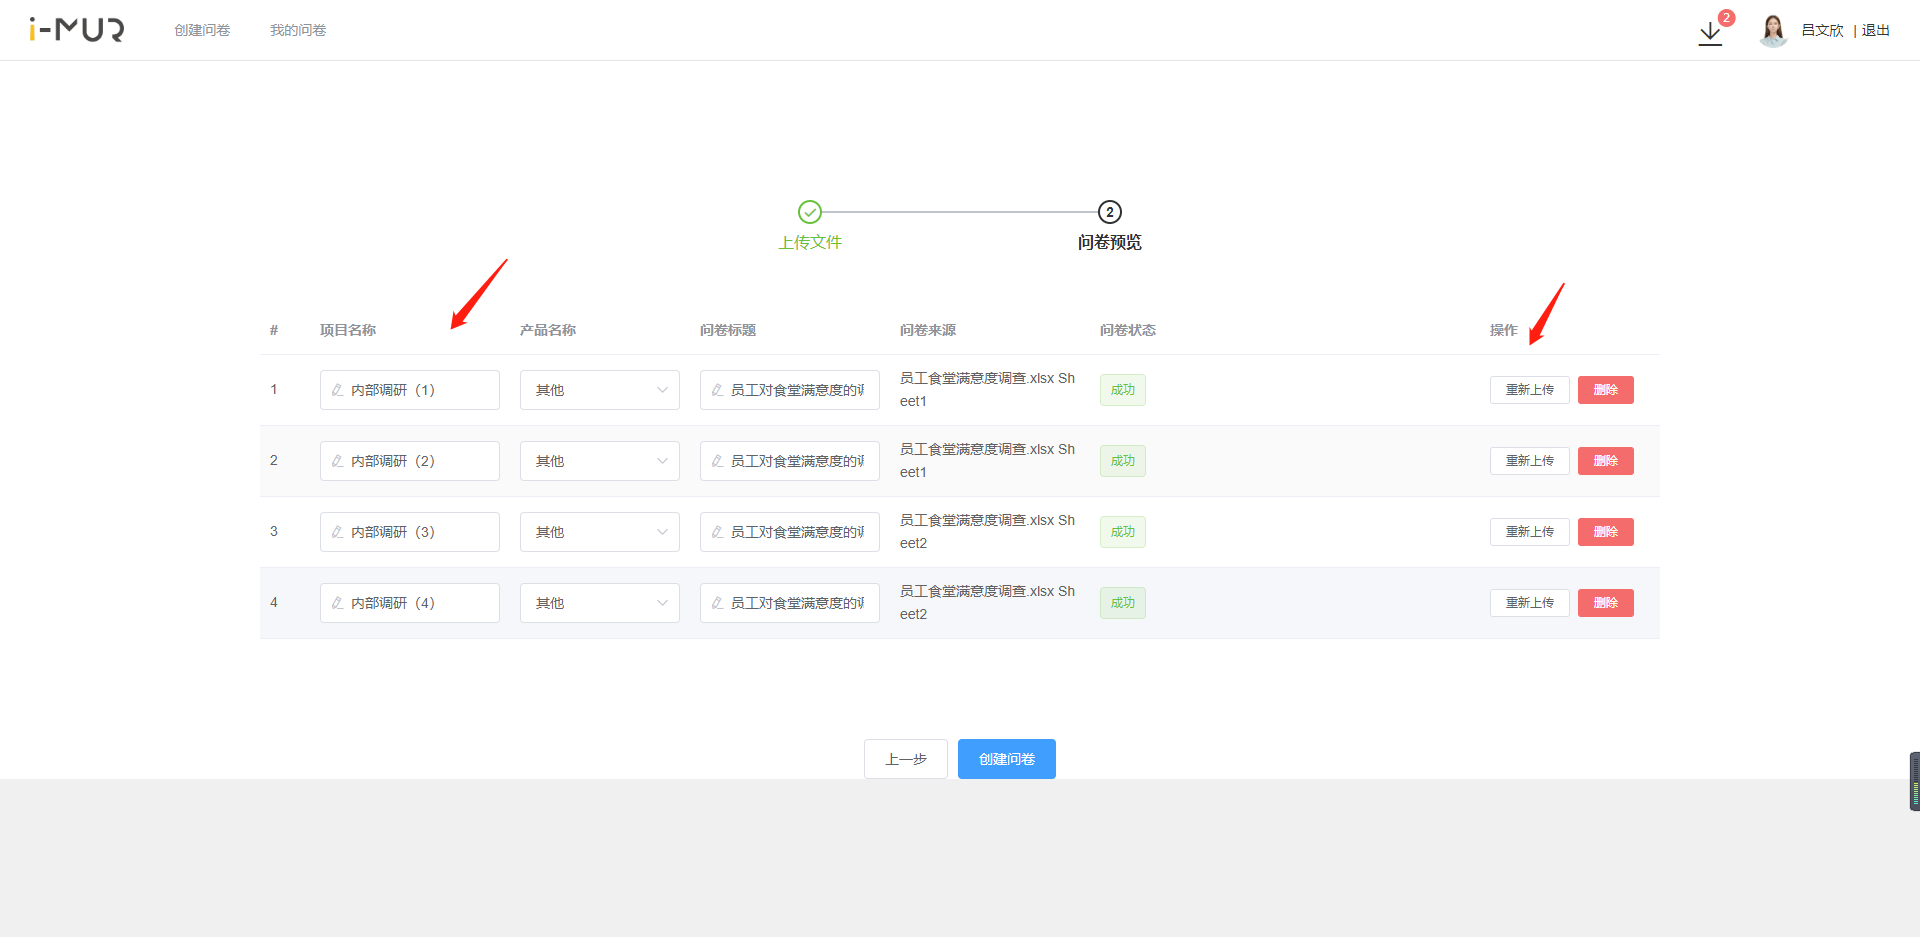 i-MUR 创建问卷 我的问卷 2 吕文欣 | 退出
2
上传文件 问卷预览
# 项目名称 产品名称 问卷标题 问卷来源 问卷状态 操作
1 内部调研（1） 其他 员工对食堂满意度的 员工食堂满意度调查.xlsx Sh 成功 重新上传 删除
eet1
2 内部调研（2） 其他 员工对食堂满意度的 员工食堂满意度调查.xlsx Sh 成功 重新上传 删除
eet1
3 内部调研（3） 其他 员工对食堂满意度的 员工食堂满意度调查.xlsx Sh 成功 重新上传 删除
eet2
4 内部调研（4） 其他 员工对食堂满意度的 员工食堂满意度调查.xlsx Sh 成功 重新上传 删除
eet2
上一步 创建问卷